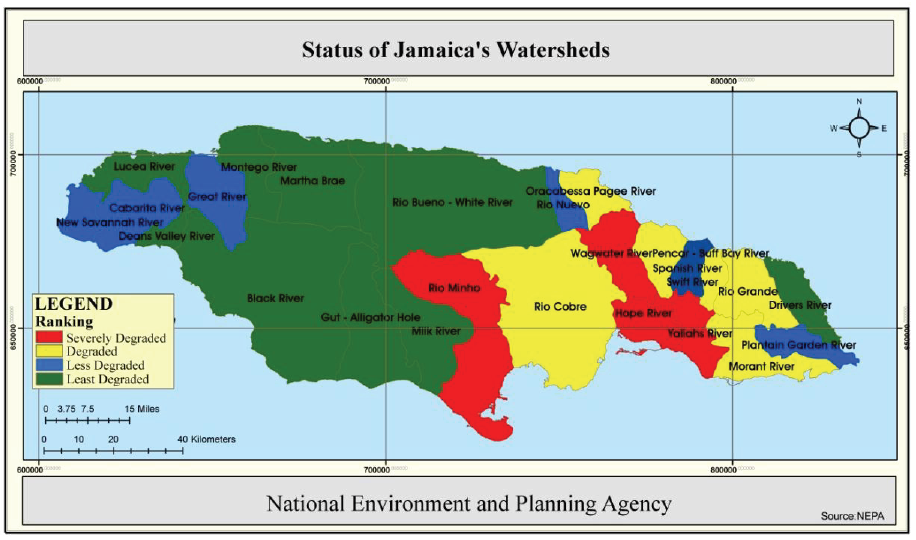 Status of Jamaica's Watersheds
600000 700000 800000
N
W E
S
700000 700000
Lucea River
Montego River
Martha Brae
Great River
Cabarita River
New Savannah River
Deans Valley River
Rio Bueno - White River
Oracabessa Pagee River
Rio Nuevo
Wagwater River
Pencar - Buff Bay River
Spanish River
Swift River
Rio Grande
Drivers River
Black River
Rio Minho
Rio Cobre
Hope River
Gut - Alligator Hole
Milk River
Yallahs River
Plantain Garden River
Morant River
650000 650000
LEGEND
Ranking
Severely Degraded
Degraded
Less Degraded
Least Degraded
0 3.75 7.5 15 Miles
0 10 20 40 Kilometers
600000 700000 800000
National Environment and Planning Agency
Source:NEPA